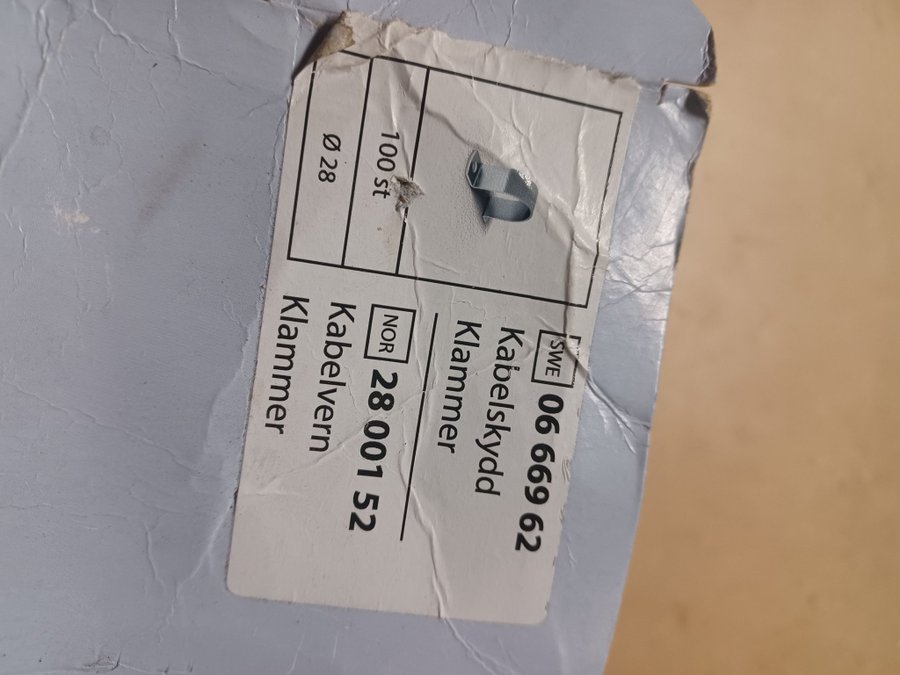 100 st
Ø 28
SWE 06 669 62
Kabelskydd
Klammer
NOR 28 001 52
Kabelvern
Klammer